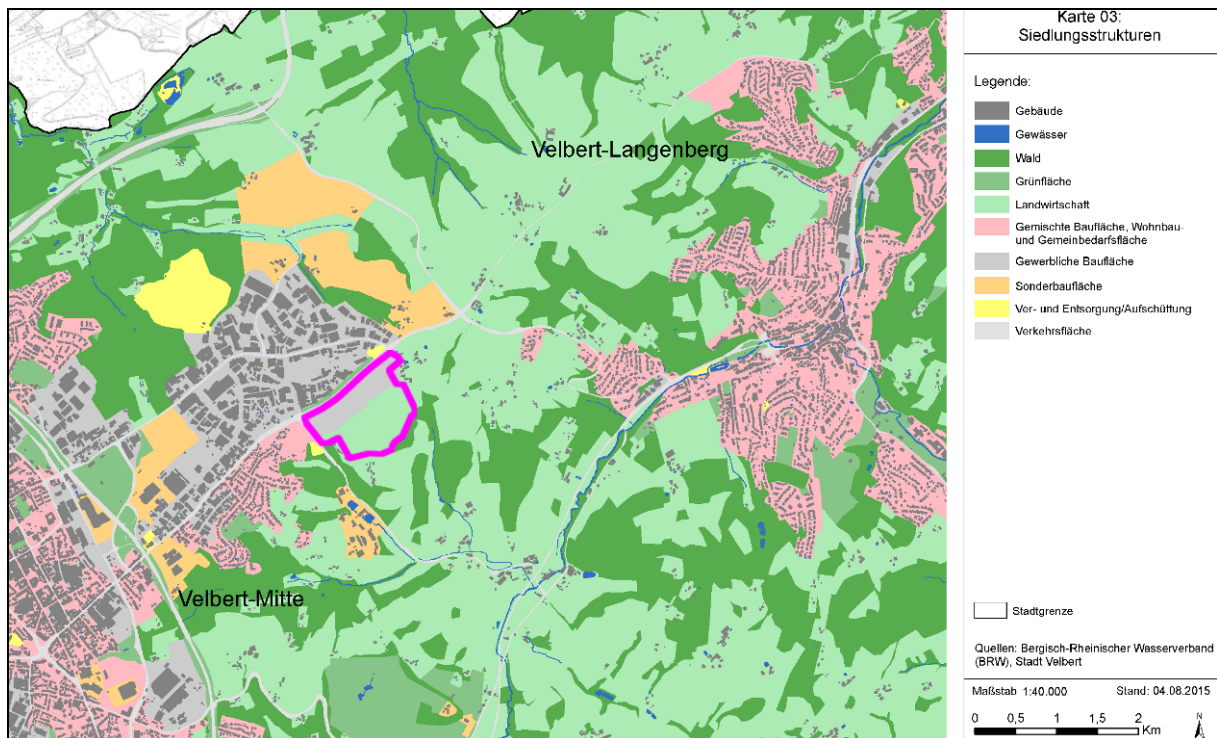 Karte 03:
Siedlungsstrukturen
Legende:
Gebäude
Gewässer
Wald
Grünfläche
Landwirtschaft
Gemischte Baufläche, Wohnbau-
und Gemeinbedarfsfläche
Gewerbliche Baufläche
Sonderbaufläche
Ver- und Entsorgung/Aufschüttung
Verkehrsfläche
Velbert-Langenberg
Velbert-Mitte
Stadtgrenze
Quellen: Bergisch-Rheinischer Wasserverband
(BRW), Stadt Velbert
Maßstab 1:40.000 Stand: 04.08.2015
0 0,5 1 1,5 2
Km
N